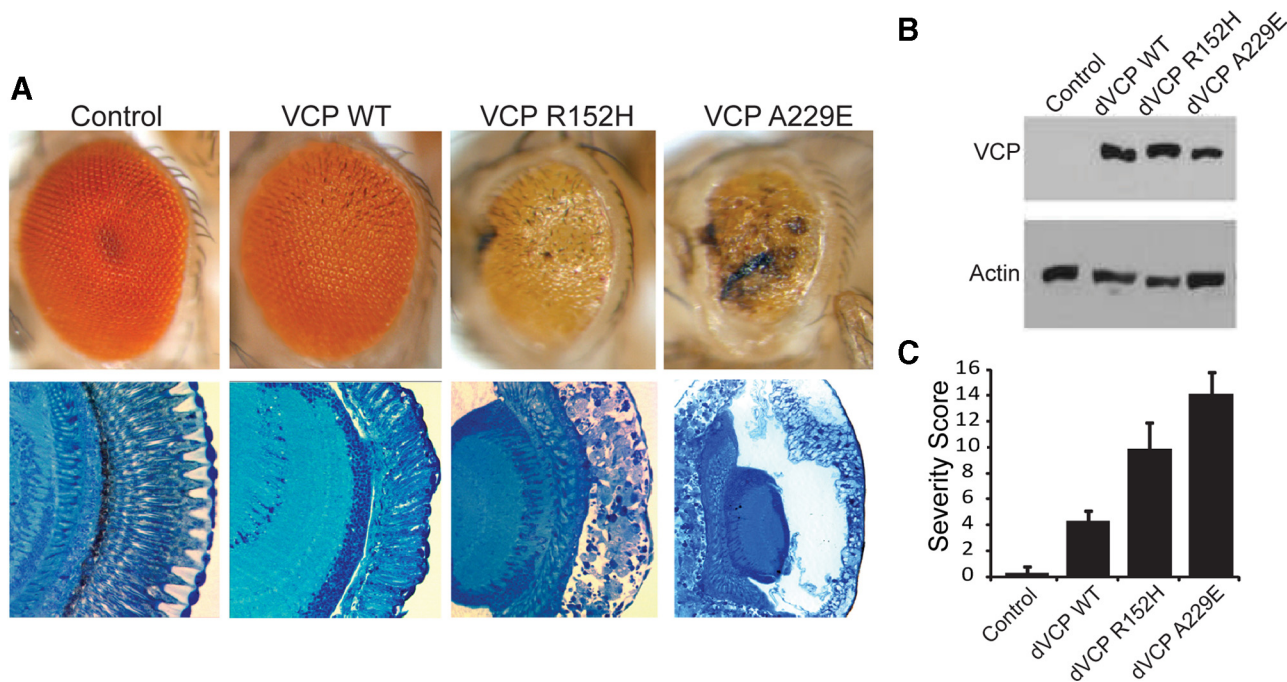 A
Control
VCP WT
VCP R152H
VCP A229E
B
Control
dVCP WT
dVCP R152H
dVCP A229E
VCP
Actin
C
Severity Score
16
14
12
10
8
6
4
2
0
Control
dVCP WT
dVCP R152H
dVCP A229E